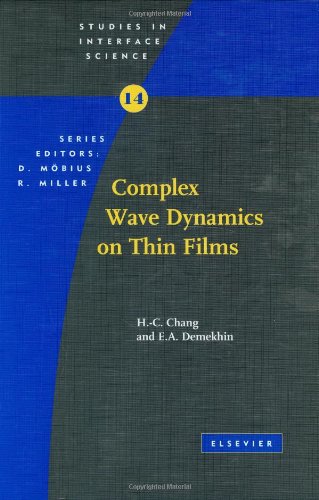 STUDIES IN
INTERFACE
SCIENCE
14
SERIES
EDITORS:
D. MÖBIUS
R. MILLER
Complex
Wave Dynamics
on Thin Films
H.-C. Chang
and E.A. Demekhin
ELSEVIER